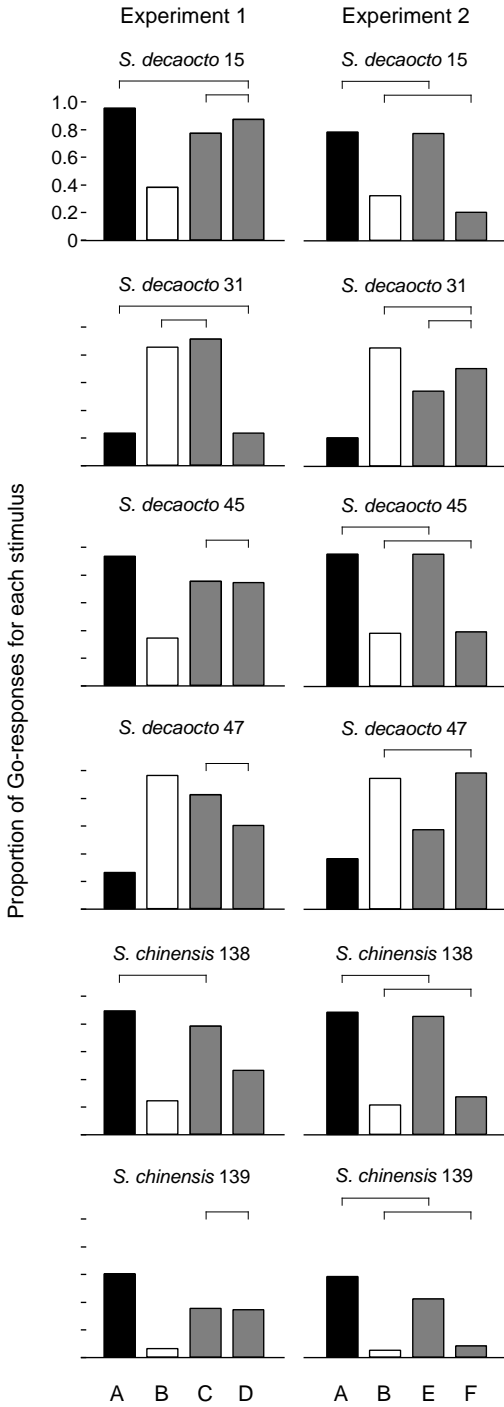 Experiment 1 Experiment 2
S. decaocto 15 S. decaocto 15
1.0
0.8
0.6
0.4
0.2
0
S. decaocto 31 S. decaocto 31
S. decaocto 45 S. decaocto 45
S. decaocto 47 S. decaocto 47
S. chinensis 138 S. chinensis 138
S. chinensis 139 S. chinensis 139
A B C D A B E F
Proportion of Go-responses for each stimulus